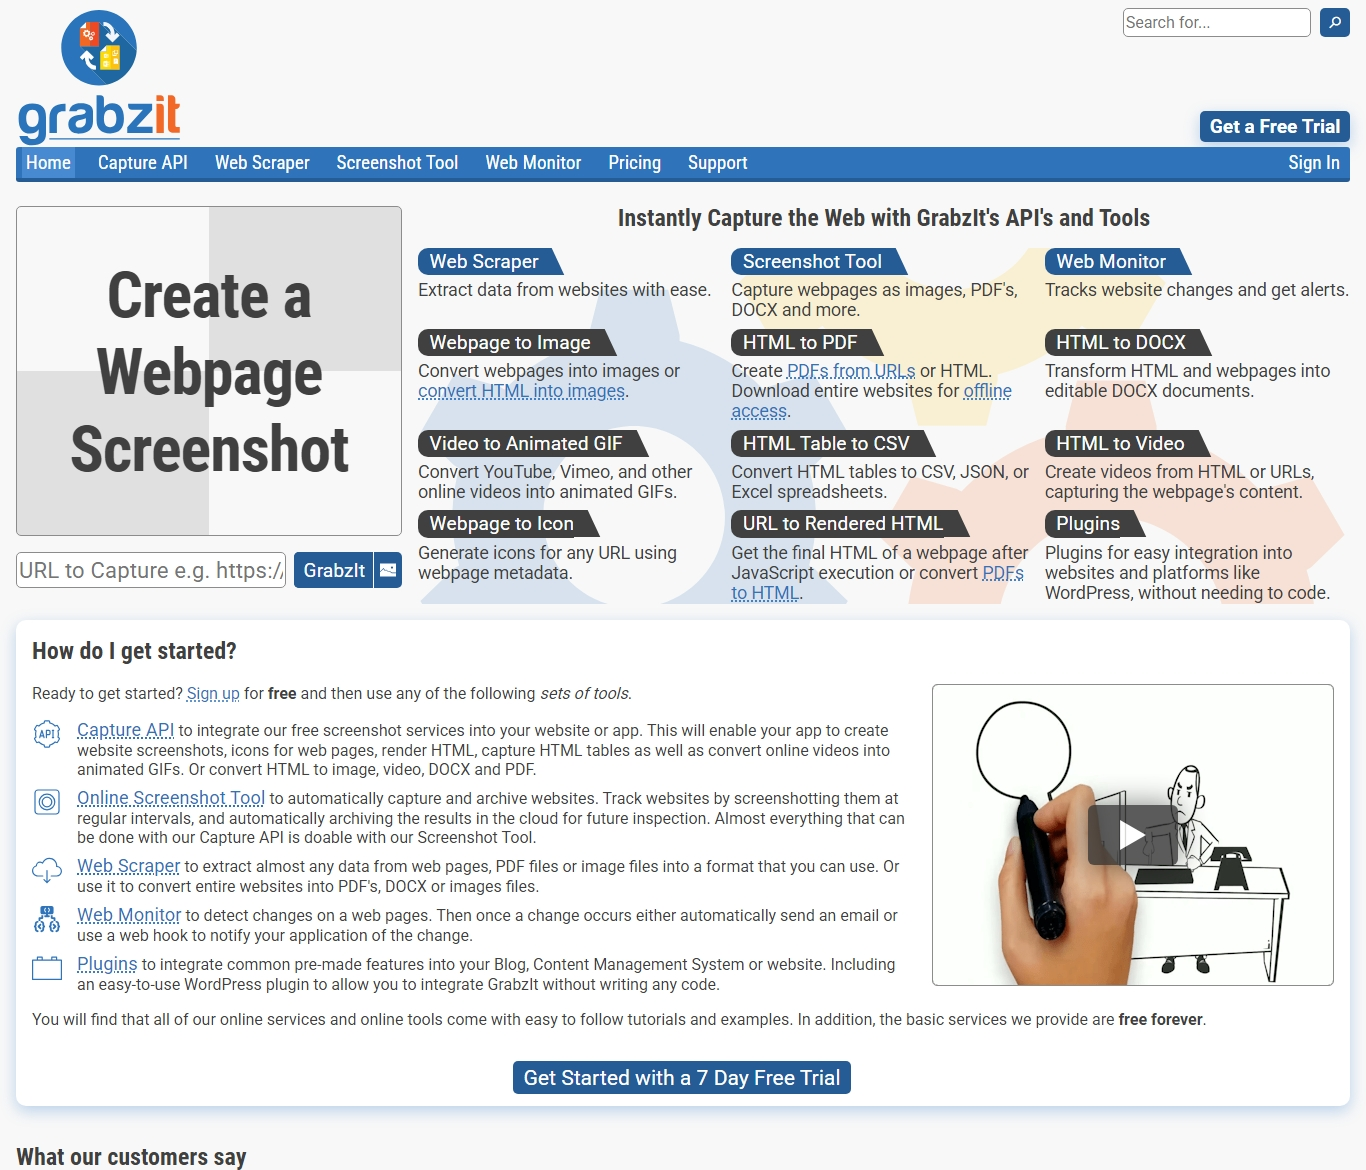 Search for...
grabzit
Get a Free Trial
Home Capture API Web Scraper Screenshot Tool Web Monitor Pricing Support Sign In
Create a
Webpage
Screenshot
URL to Capture e.g. https:/
GrabzIt
Instantly Capture the Web with GrabzIt's API's and Tools
Web Scraper
Extract data from websites with ease.
Screenshot Tool
Capture webpages as images, PDF's,
DOCX and more.
Web Monitor
Tracks website changes and get alerts.
Webpage to Image
Convert webpages into images or
convert HTML into images.
HTML to PDF
Create PDFs from URLs or HTML.
Download entire websites for offline
access.
HTML to DOCX
Transform HTML and webpages into
editable DOCX documents.
Video to Animated GIF
Convert YouTube, Vimeo, and other
online videos into animated GIFs.
HTML Table to CSV
Convert HTML tables to CSV, JSON, or
Excel spreadsheets.
HTML to Video
Create videos from HTML or URLs,
capturing the webpage's content.
Webpage to Icon
Generate icons for any URL using
webpage metadata.
URL to Rendered HTML
Get the final HTML of a webpage after
JavaScript execution or convert PDFs
to HTML.
Plugins
Plugins for easy integration into
websites and platforms like
WordPress, without needing to code.
How do I get started?
Ready to get started? Sign up for free and then use any of the following sets of tools.
API
Capture API to integrate our free screenshot services into your website or app. This will enable your app to create
website screenshots, icons for web pages, render HTML, capture HTML tables as well as convert online videos into
animated GIFs. Or convert HTML to image, video, DOCX and PDF.
Online Screenshot Tool to automatically capture and archive websites. Track websites by screenshotting them at
regular intervals, and automatically archiving the results in the cloud for future inspection. Almost everything that can
be done with our Capture API is doable with our Screenshot Tool.
Web Scraper to extract almost any data from web pages, PDF files or image files into a format that you can use. Or
use it to convert entire websites into PDF's, DOCX or images files.
Web Monitor to detect changes on a web pages. Then once a change occurs either automatically send an email or
use a web hook to notify your application of the change.
Plugins to integrate common pre-made features into your Blog, Content Management System or website. Including
an easy-to-use WordPress plugin to allow you to integrate GrabzIt without writing any code.
You will find that all of our online services and online tools come with easy to follow tutorials and examples. In addition, the basic services we provide are free forever.
Get Started with a 7 Day Free Trial
What our customers say